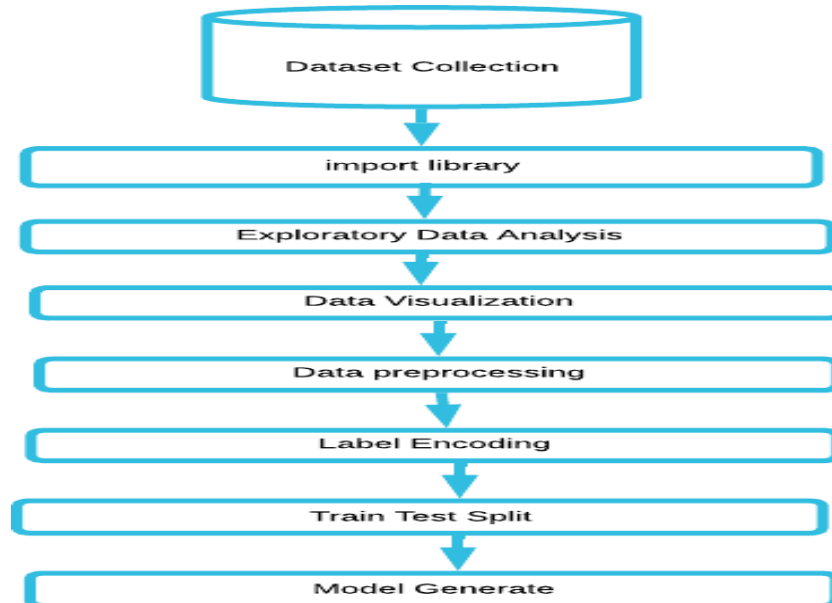 Dataset Collection
import library
Exploratory Data Analysis
Data Visualization
Data preprocessing
Label Encoding
Train Test Split
Model Generate